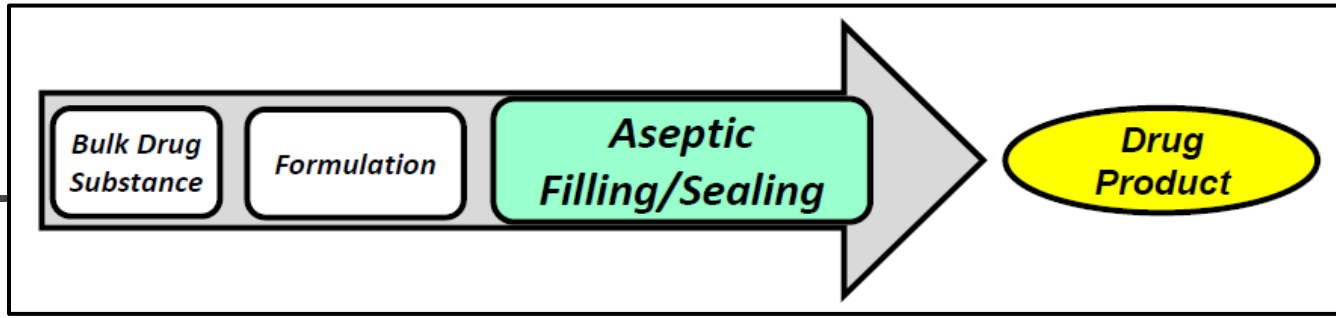 Bulk Drug
Substance
Formulation
Aseptic
Filling/Sealing
Drug
Product